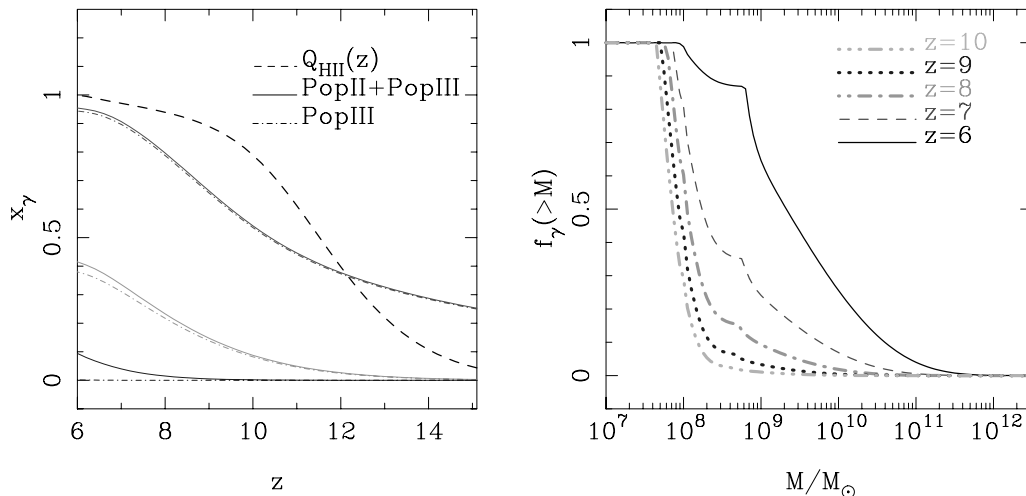 x_γ
1
0.5
0
6
8
10
12
14
z
Q_HII(z)
PopII+PopIII
PopIII
f_γ(>M)
1
0.5
0
10^7
10^8
10^9
10^10
10^11
10^12
M/M_⊙
z=10
z=9
z=8
z=7
z=6